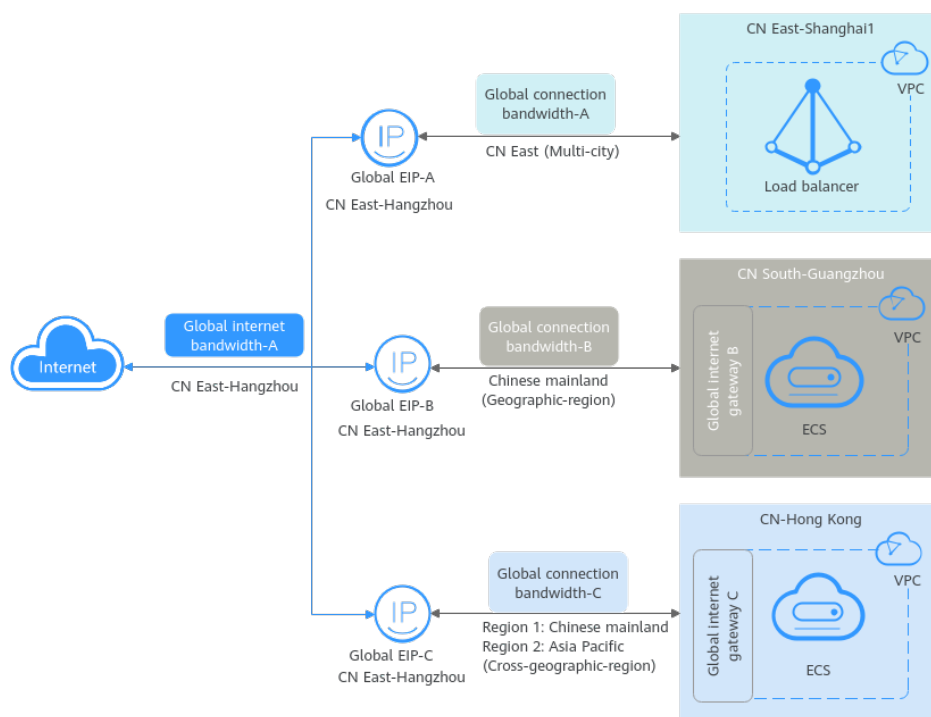 CN East-Shanghai1
VPC
Load balancer
Global connection
bandwidth-A
CN East (Multi-city)
IP
Global EIP-A
CN East-Hangzhou
Internet
Global internet
bandwidth-A
CN East-Hangzhou
IP
Global EIP-B
CN East-Hangzhou
Global connection
bandwidth-B
Chinese mainland
(Geographic-region)
CN South-Guangzhou
VPC
Global internet
gateway B
ECS
IP
Global EIP-C
CN East-Hangzhou
Global connection
bandwidth-C
Region 1: Chinese mainland
Region 2: Asia Pacific
(Cross-geographic-region)
CN-Hong Kong
VPC
Global internet
gateway C
ECS